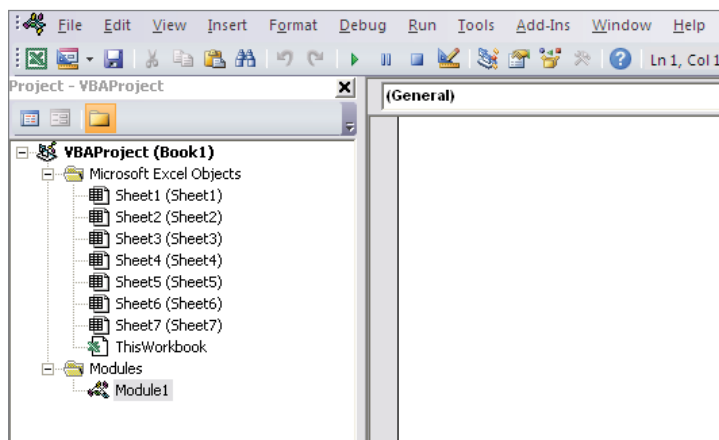 File Edit View Insert Format Debug Run Tools Add-Ins Window Help
Ln 1, Col 1
Project - VBAProject
(General)
VBAProject (Book1)
Microsoft Excel Objects
Sheet1 (Sheet1)
Sheet2 (Sheet2)
Sheet3 (Sheet3)
Sheet4 (Sheet4)
Sheet5 (Sheet5)
Sheet6 (Sheet6)
Sheet7 (Sheet7)
ThisWorkbook
Modules
Module1